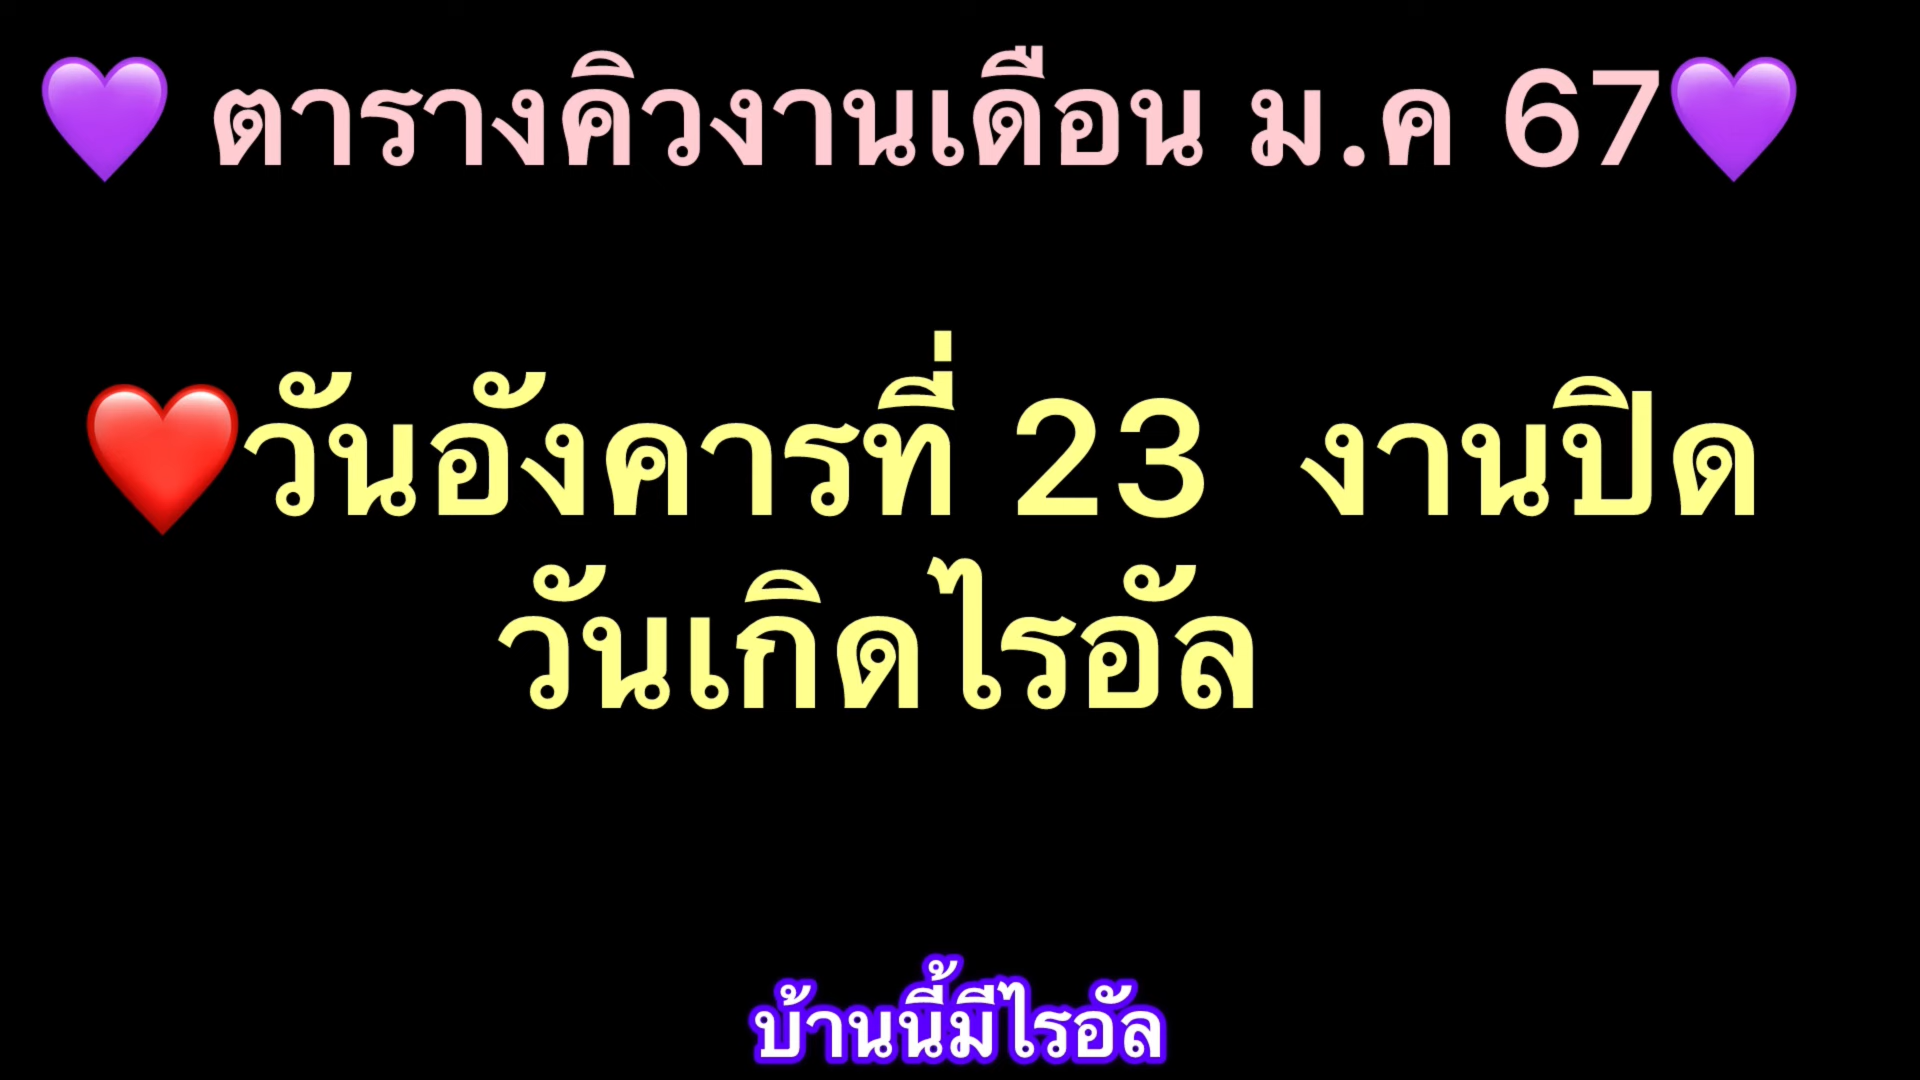 💜 ตารางคิวงานเดือน ม.ค 67💜
❤️วันอังคารที่ 23 งานปิด
วันเกิดไรอัล
บ้านนี้มีไรอัล